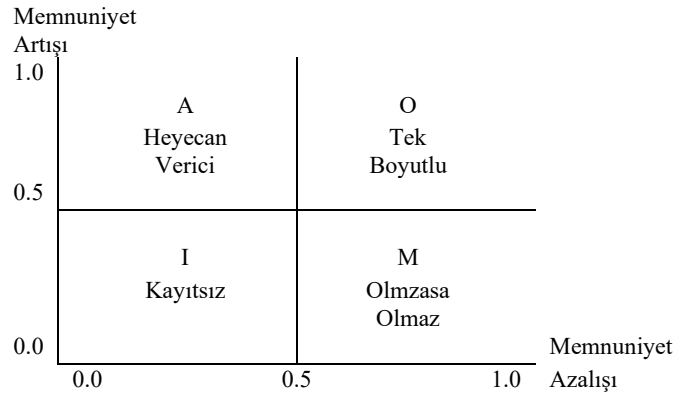 Memnuniyet
Artışı
1.0
A
Heyecan
Verici
O
Tek
Boyutlu
0.5
I
Kayıtsız
M
Olmzasa
Olmaz
0.0
Memnuniyet
0.0
0.5
1.0
Azalışı